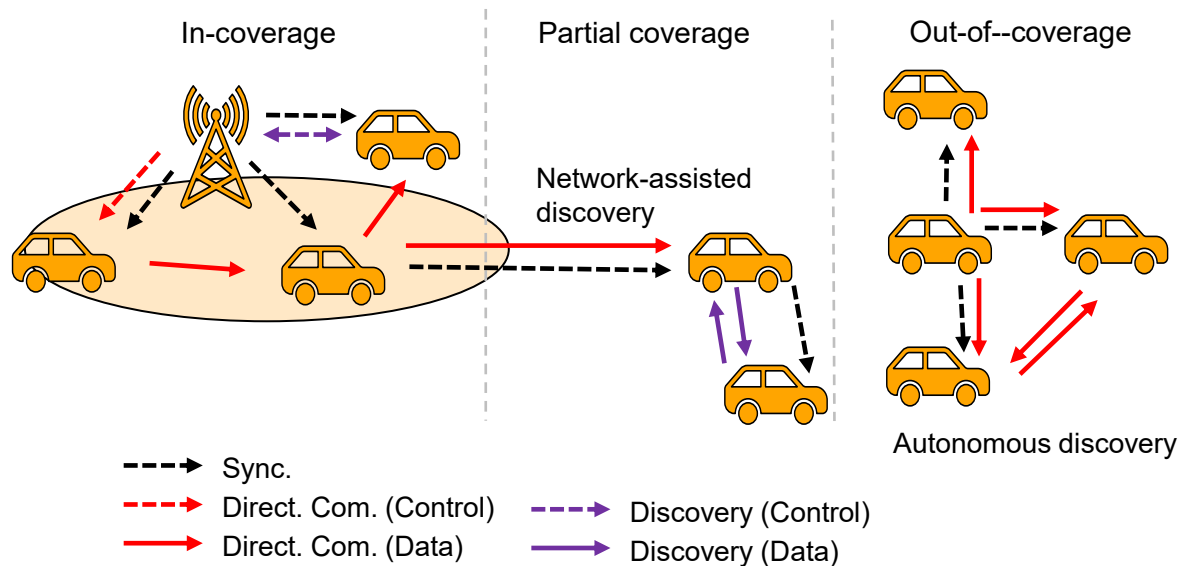 In-coverage
Partial coverage
Out-of--coverage
Network-assisted
discovery
Autonomous discovery
Sync.
Direct. Com. (Control)
Direct. Com. (Data)
Discovery (Control)
Discovery (Data)